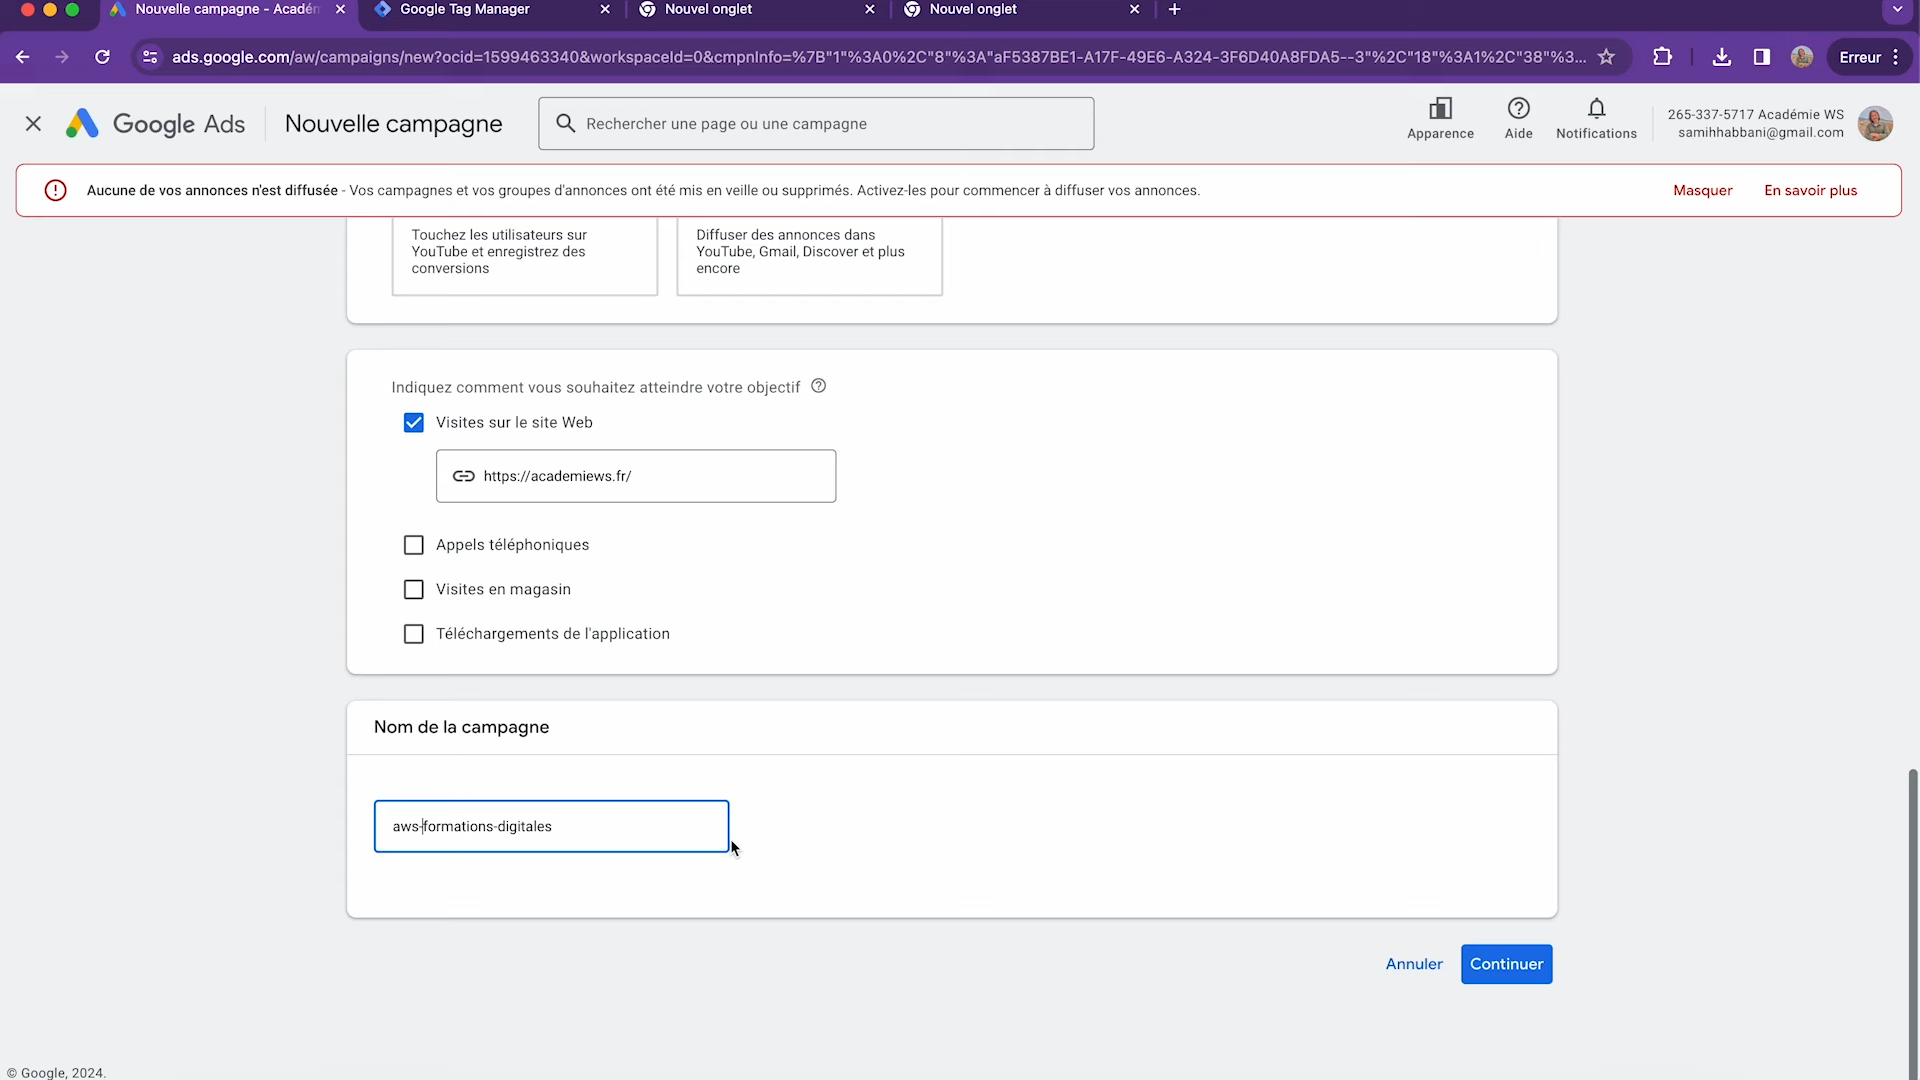 Nouvelle campagne - Acadén
Google Tag Manager
Nouvel onglet
Nouvel onglet
ads.google.com/aw/campaigns/new?ocid=1599463340&workspaceId=0&cmpnInfo=%7B"1"%3A0%2C"8"%3A"aF5387BE1-A17F-49E6-A324-3F6D40A8FDA5--3"%2C"18"%3A1%2C"38"%3...
Erreur
Google Ads
Nouvelle campagne
Rechercher une page ou une campagne
Apparence
Aide
Notifications
265-337-5717 Académie WS
samihhabbani@gmail.com
Aucune de vos annonces n'est diffusée - Vos campagnes et vos groupes d'annonces ont été mis en veille ou supprimés. Activez-les pour commencer à diffuser vos annonces.
Masquer
En savoir plus
Touchez les utilisateurs sur
YouTube et enregistrez des
conversions
Diffuser des annonces dans
YouTube, Gmail, Discover et plus
encore
Indiquez comment vous souhaitez atteindre votre objectif
Visites sur le site Web
https://academiews.fr/
Appels téléphoniques
Visites en magasin
Téléchargements de l'application
Nom de la campagne
aws-formations-digitales
Annuler
Continuer
© Google, 2024.